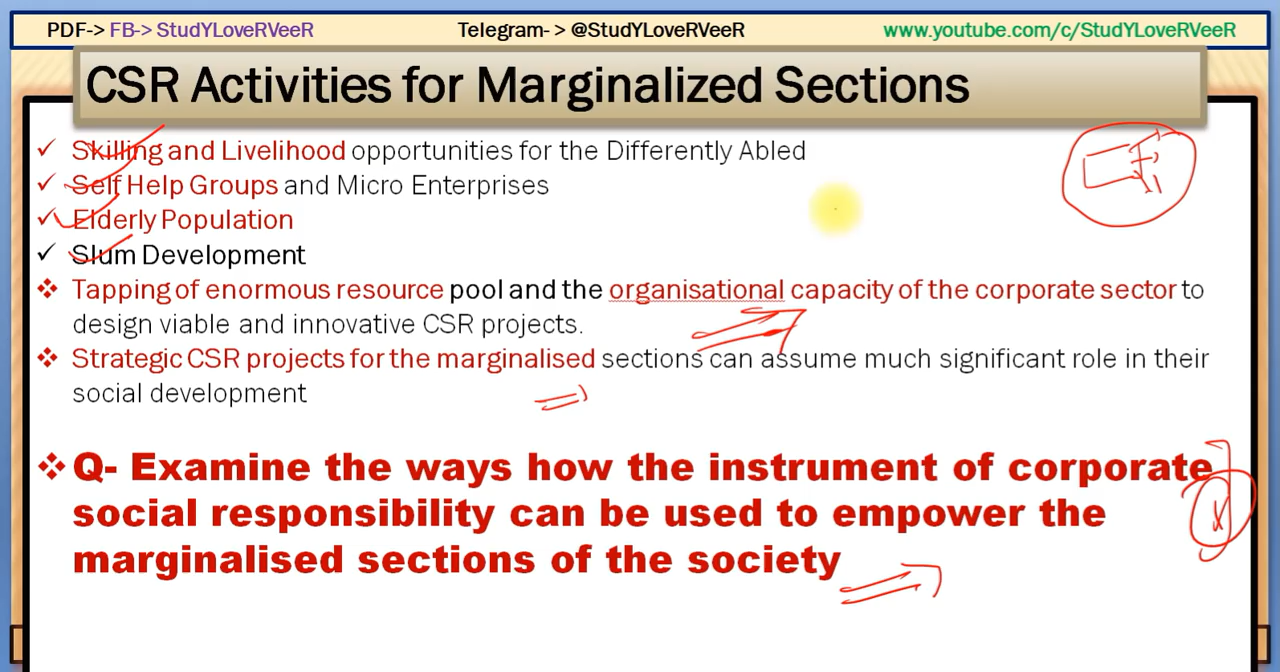 PDF-> FB-> StudYLoveRVeeR Telegram- > @StudYLoveRVeeR www.youtube.com/c/StudYLoveRVeeR
CSR Activities for Marginalized Sections
✓ Skilling and Livelihood opportunities for the Differently Abled
✓ Self Help Groups and Micro Enterprises
✓ Elderly Population
✓ Slum Development
❖ Tapping of enormous resource pool and the organisational capacity of the corporate sector to
design viable and innovative CSR projects.
❖ Strategic CSR projects for the marginalised sections can assume much significant role in their
social development
❖ Q- Examine the ways how the instrument of corporate
social responsibility can be used to empower the
marginalised sections of the society